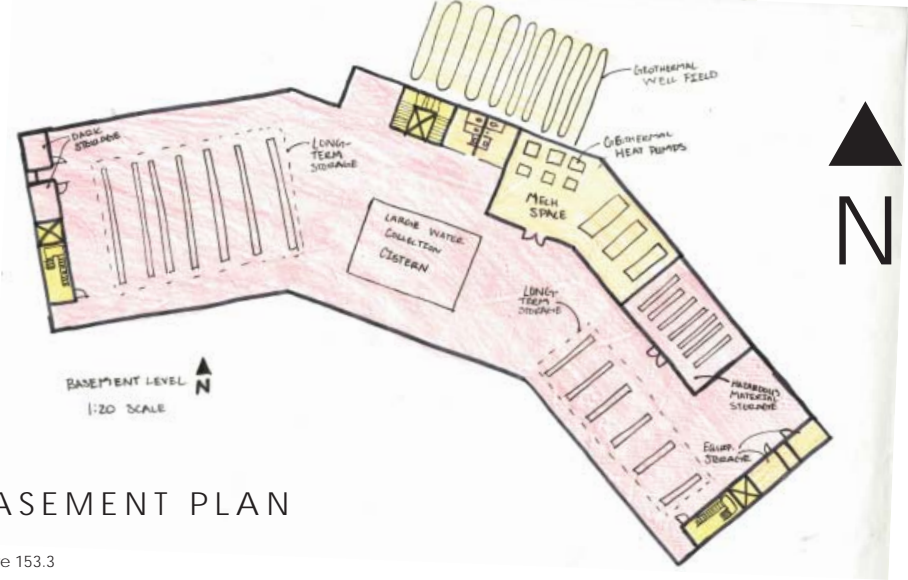 GEOTHERMAL
WELL FIELD
GEOTHERMAL
HEAT PUMPS
DARK
STORAGE
LONG-
TERM
STORAGE
MECH
SPACE
N
LARGE WATER
COLLECTION
CISTERN
LONG-
TERM
STORAGE
BASEMENT LEVEL
N
1:20 SCALE
HAZARDOUS
MATERIAL
STORAGE
EQUIP.
STORAGE
ASEMENT PLAN
e 153.3